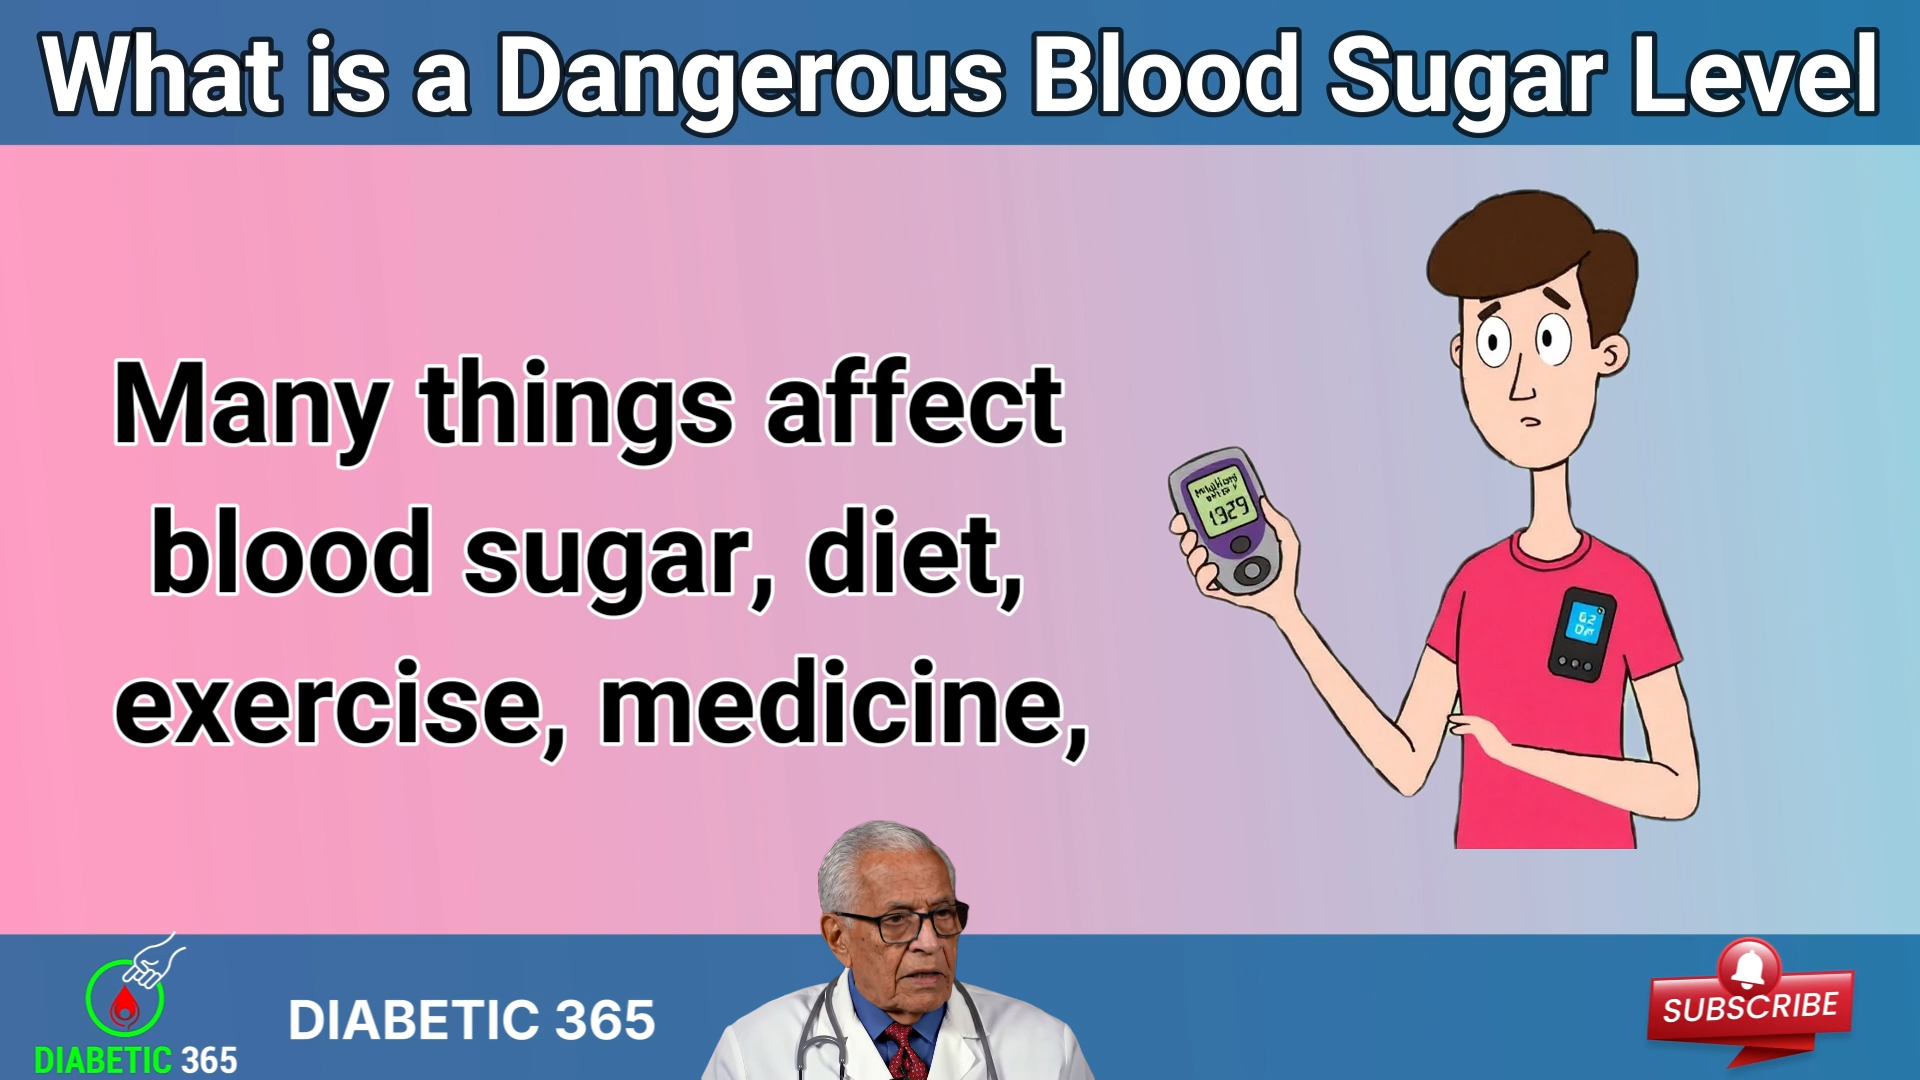 What is a Dangerous Blood Sugar Level
Many things affect
blood sugar, diet,
exercise, medicine,
1329
DIABETIC 365
DIABETIC 365
SUBSCRIBE